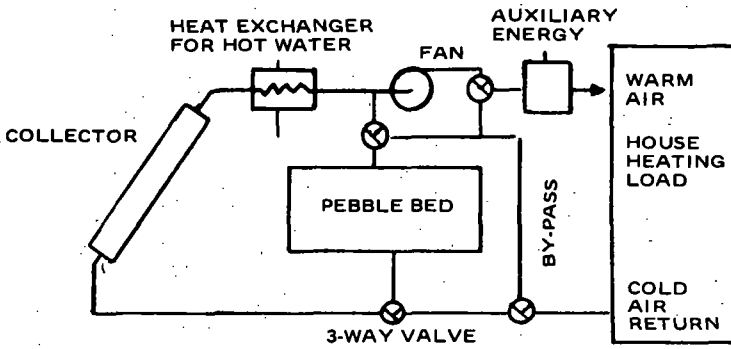 HEAT EXCHANGER
FOR HOT WATER
AUXILIARY
ENERGY
FAN
COLLECTOR
WARM
AIR
HOUSE
HEATING
LOAD
PEBBLE BED
BY-PASS
COLD
AIR
RETURN
3-WAY VALVE